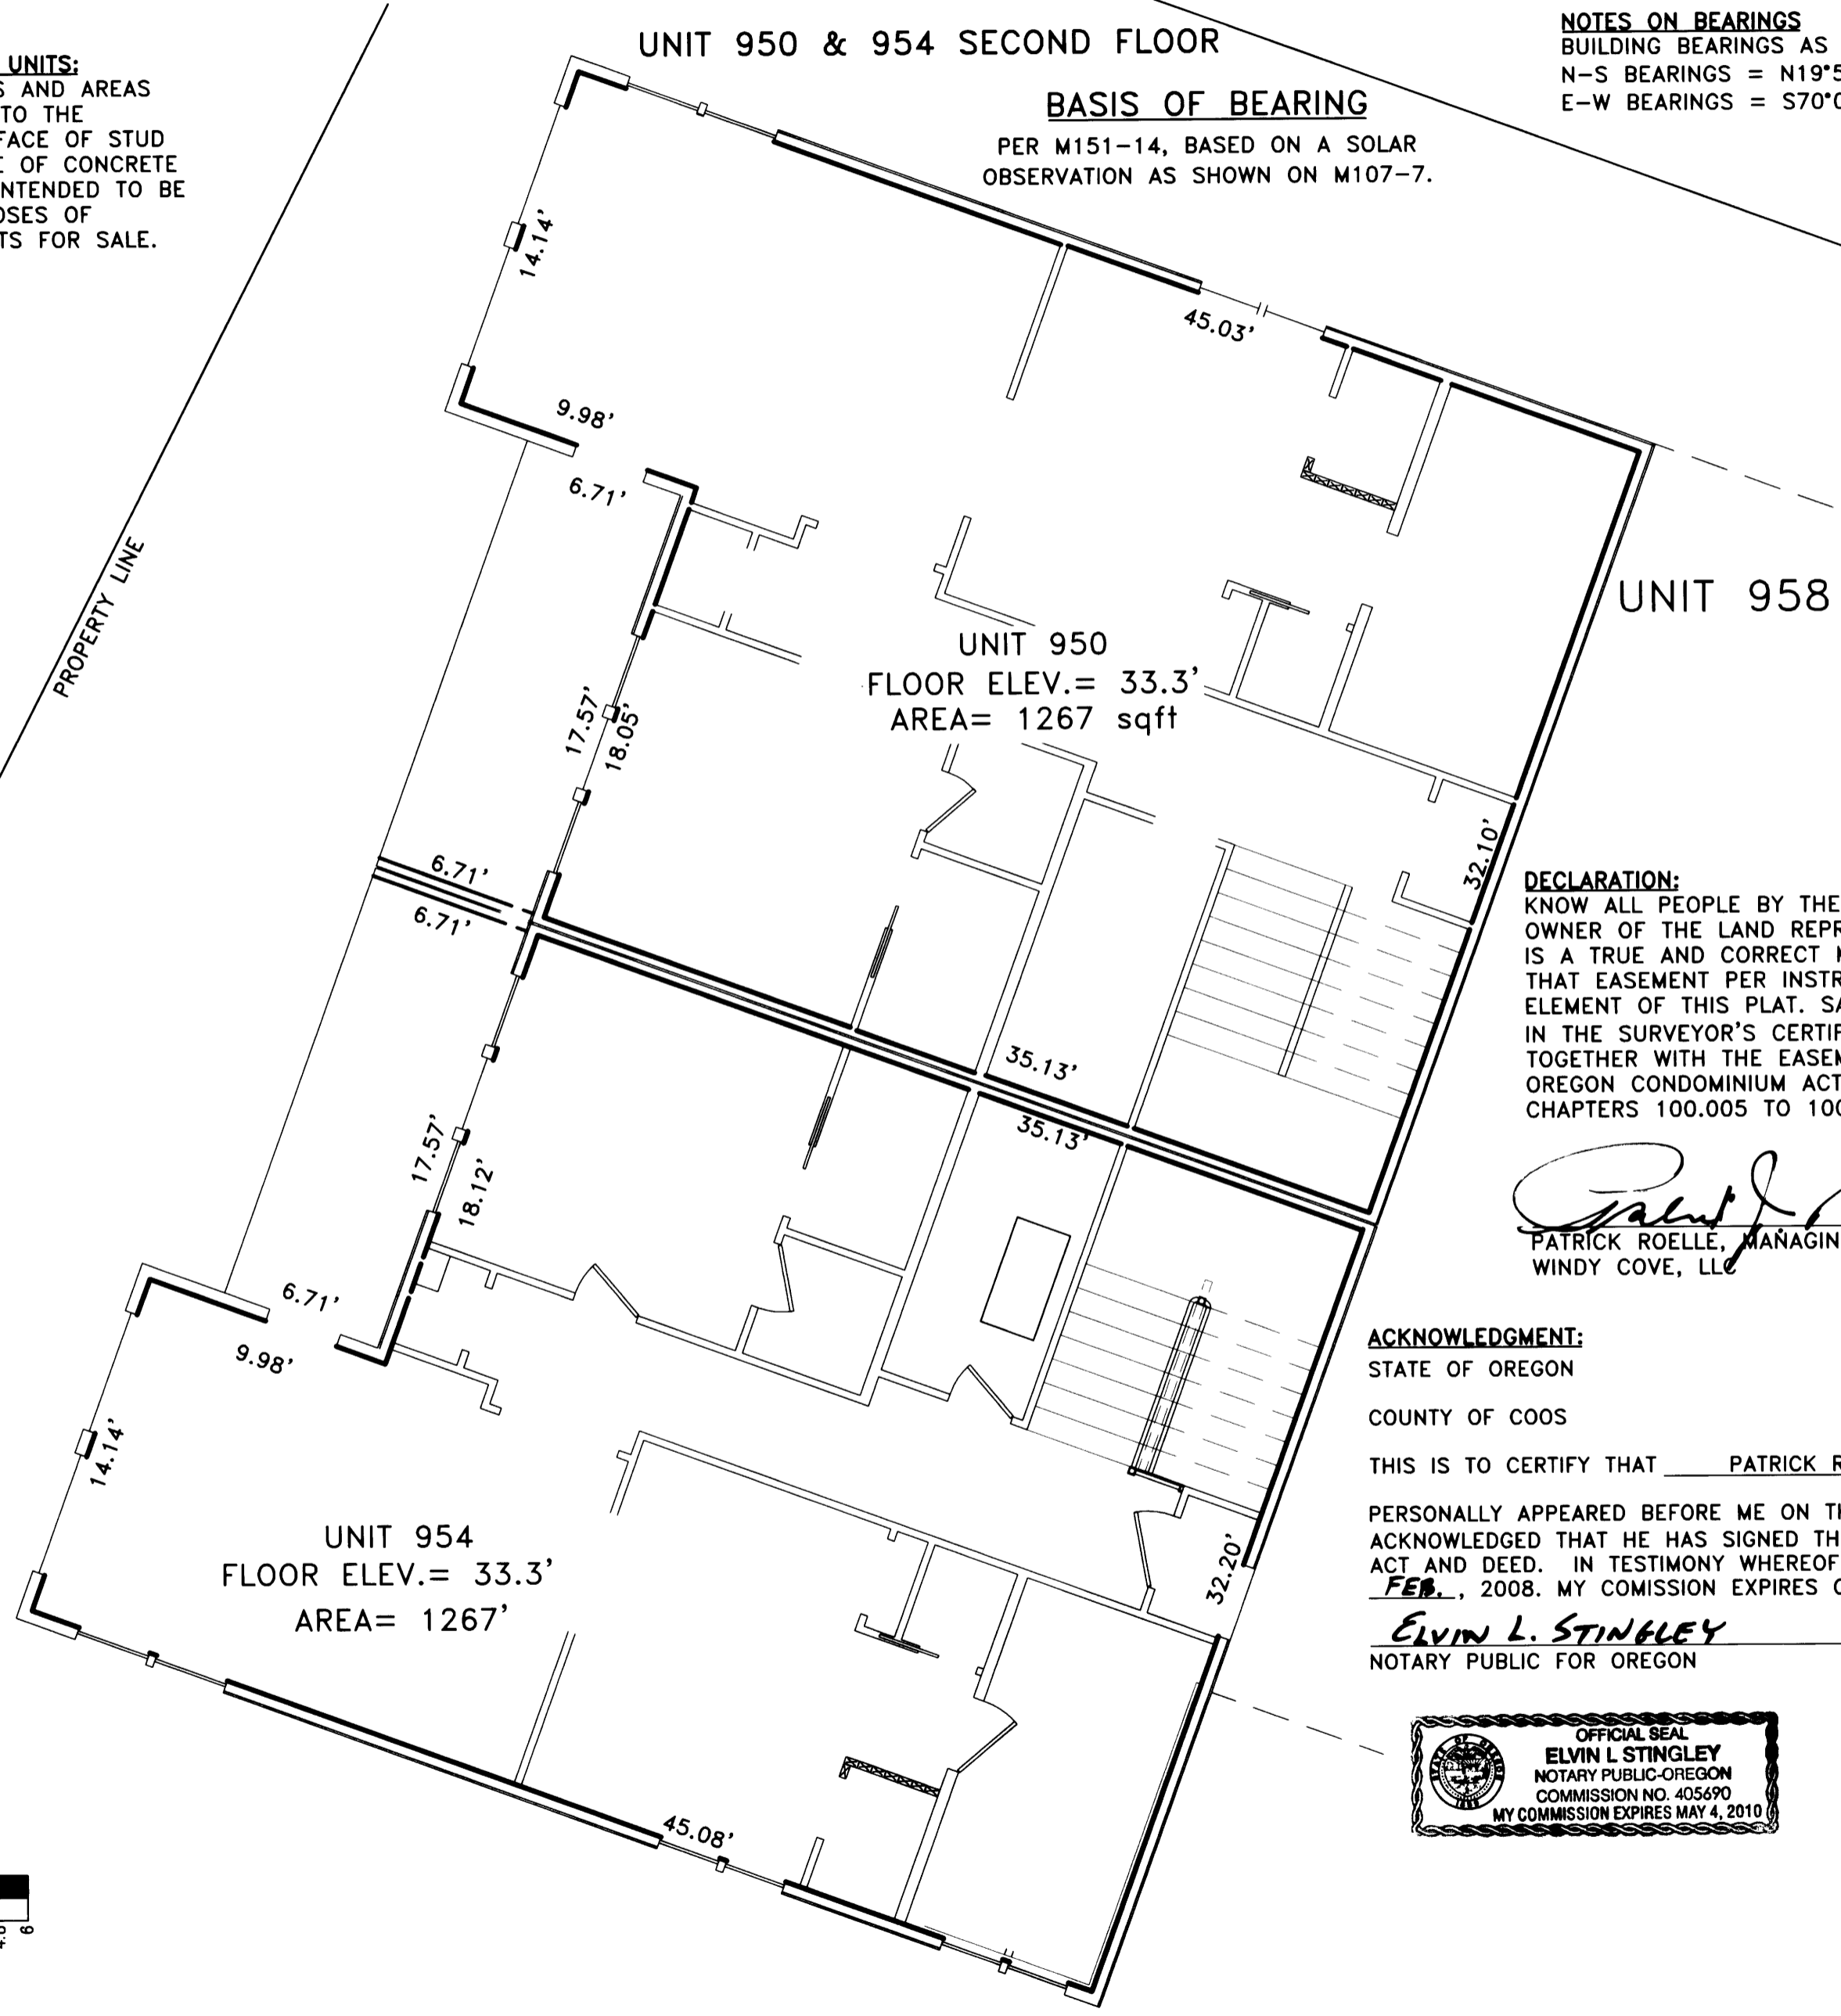 UNITS:
S AND AREAS
TO THE
FACE OF STUD
E OF CONCRETE
INTENDED TO BE
OSES OF
TS FOR SALE.
UNIT 950 & 954 SECOND FLOOR
BASIS OF BEARING
PER M151-14, BASED ON A SOLAR
OBSERVATION AS SHOWN ON M107-7.
NOTES ON BEARINGS
BUILDING BEARINGS AS
N-S BEARINGS = N19°5
E-W BEARINGS = S70°0
14.14'
45.03'
9.98'
6.71'
PROPERTY LINE
UNIT 958
UNIT 950
FLOOR ELEV.= 33.3'
AREA= 1267 sqft
17.57'
18.05'
32.10'
6.71'
6.71'
35.13'
35.13'
17.57'
18.12'
6.71'
9.98'
14.14'
UNIT 954
FLOOR ELEV.= 33.3'
AREA= 1267'
32.20'
45.08'
6
DECLARATION:
KNOW ALL PEOPLE BY THE
OWNER OF THE LAND REPR
IS A TRUE AND CORRECT
THAT EASEMENT PER INSTR
ELEMENT OF THIS PLAT. SA
IN THE SURVEYOR'S CERTIF
TOGETHER WITH THE EASEM
OREGON CONDOMINIUM ACT
CHAPTERS 100.005 TO 100
PATRICK ROELLE, MANAGIN
WINDY COVE, LLC
ACKNOWLEDGMENT:
STATE OF OREGON
COUNTY OF COOS
THIS IS TO CERTIFY THAT PATRICK R
PERSONALLY APPEARED BEFORE ME ON TH
ACKNOWLEDGED THAT HE HAS SIGNED TH
ACT AND DEED. IN TESTIMONY WHEREOF
FEB., 2008. MY COMISSION EXPIRES O
ELVIN L. STINGLEY
NOTARY PUBLIC FOR OREGON
OFFICIAL SEAL
ELVIN L STINGLEY
NOTARY PUBLIC-OREGON
COMMISSION NO. 405690
MY COMMISSION EXPIRES MAY 4, 2010